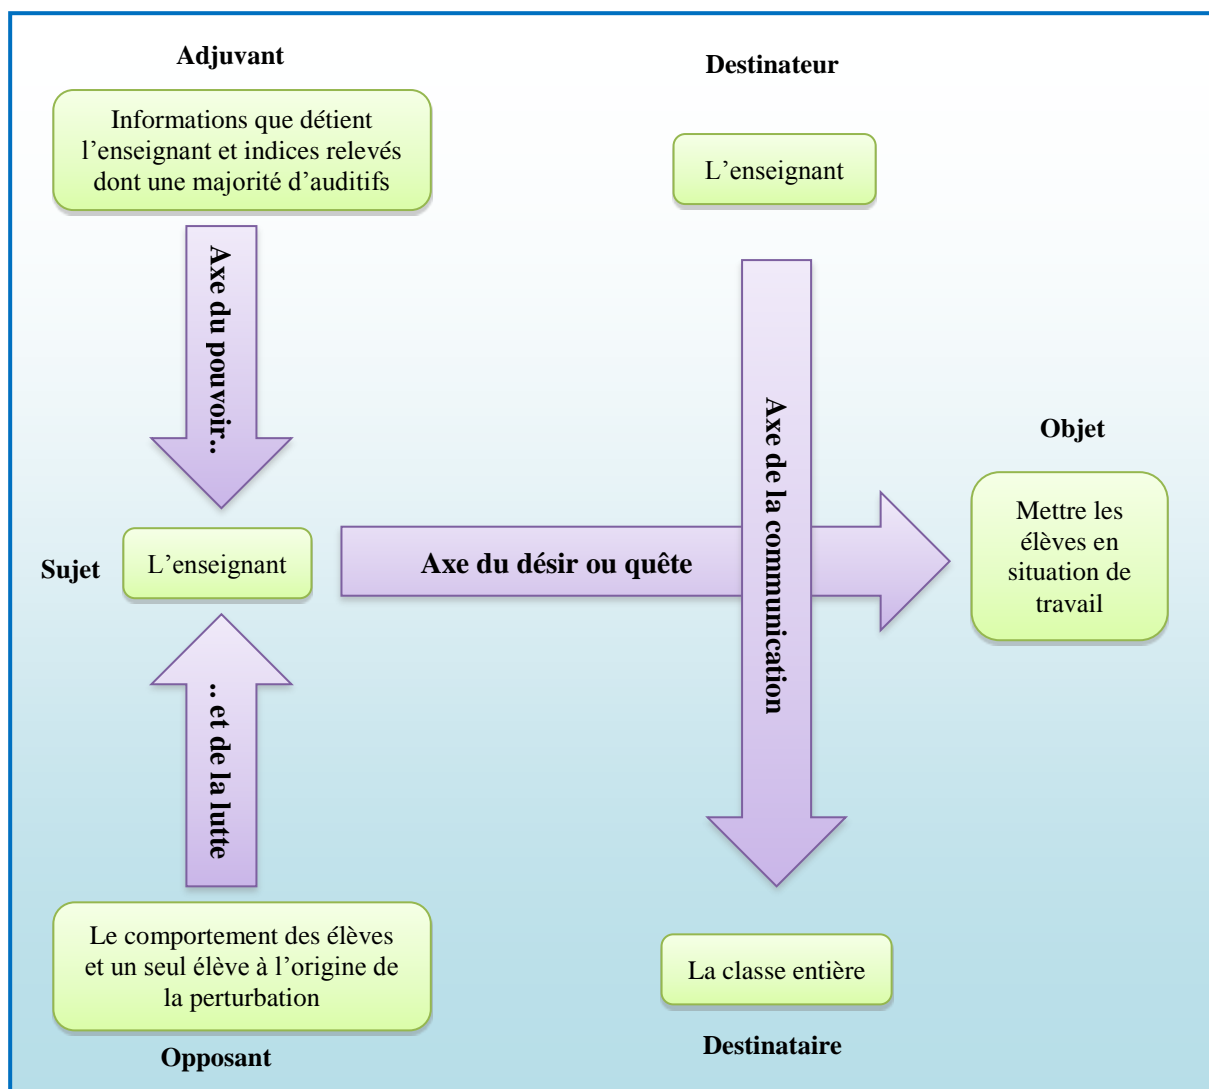 Adjuvant
Informations que détient
l’enseignant et indices relevés
dont une majorité d’auditifs
Destinateur
L’enseignant
Axe du pouvoir..
Axe de la communication
Objet
Mettre les
élèves en
situation de
travail
Sujet
L’enseignant
Axe du désir ou quête
.. et de la lutte
Le comportement des élèves
et un seul élève à l’origine de
la perturbation
Opposant
La classe entière
Destinataire